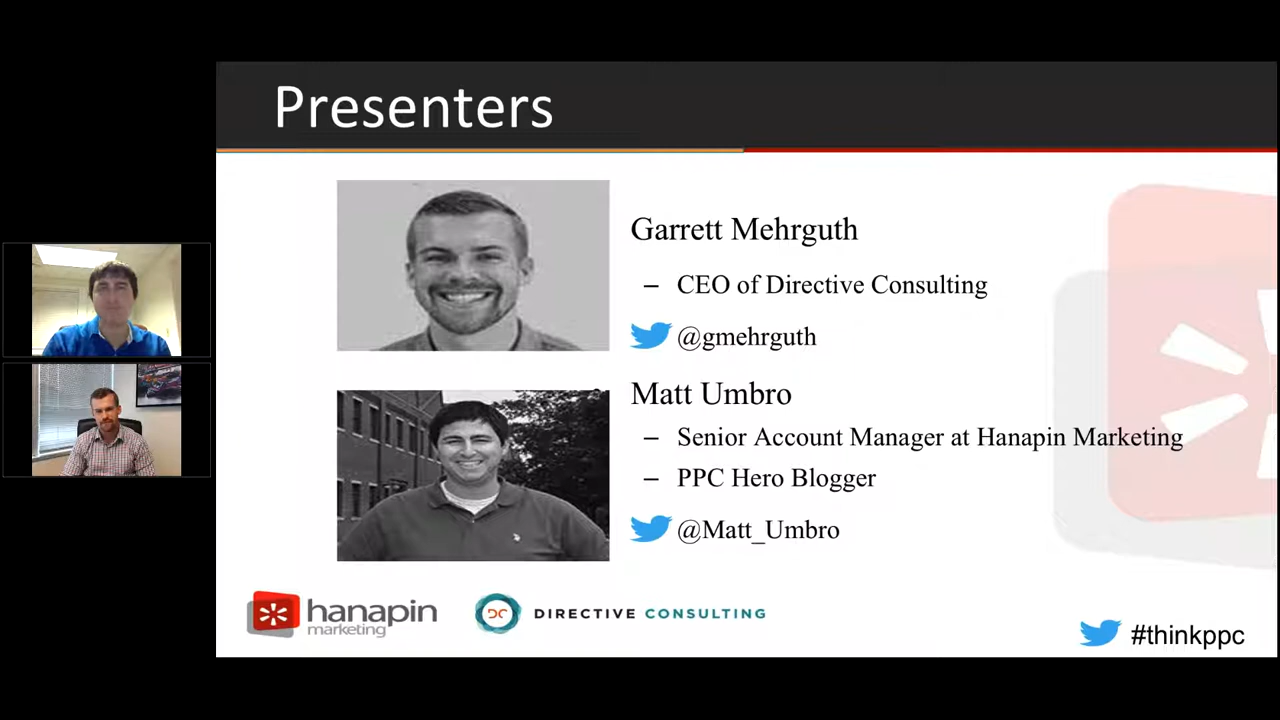 Presenters
Garrett Mehrguth
– CEO of Directive Consulting
@gmehrguth
Matt Umbro
– Senior Account Manager at Hanapin Marketing
– PPC Hero Blogger
@Matt_Umbro
hanapin
marketing
DC DIRECTIVE CONSULTING
#thinkppc